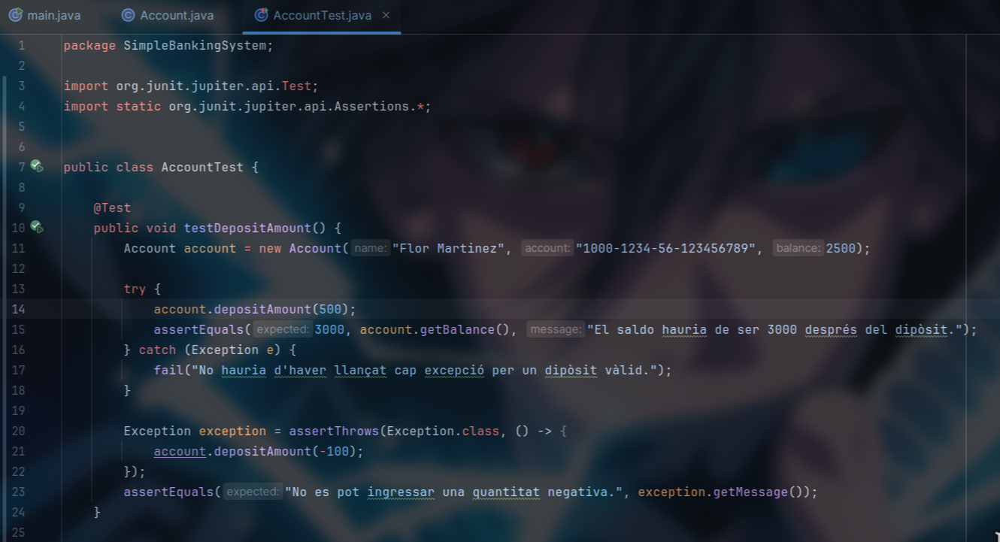 main.java Account.java AccountTest.java
1 package SimpleBankingSystem;
2
3 import org.junit.jupiter.api.Test;
4 import static org.junit.jupiter.api.Assertions.*;
5
6
7 public class AccountTest {
8
9 @Test
10 public void testDepositAmount() {
11 Account account = new Account( name: "Flor Martinez", account: "1000-1234-56-123456789", balance: 2500);
12
13 try {
14 account.depositAmount(500);
15 assertEquals( expected: 3000, account.getBalance(), message: "El saldo hauria de ser 3000 després del dipòsit.");
16 } catch (Exception e) {
17 fail("No hauria d'haver llançat cap excepció per un dipòsit vàlid.");
18 }
19
20 Exception exception = assertThrows(Exception.class, () -> {
21 account.depositAmount(-100);
22 });
23 assertEquals( expected: "No es pot ingressar una quantitat negativa.", exception.getMessage());
24 }
25